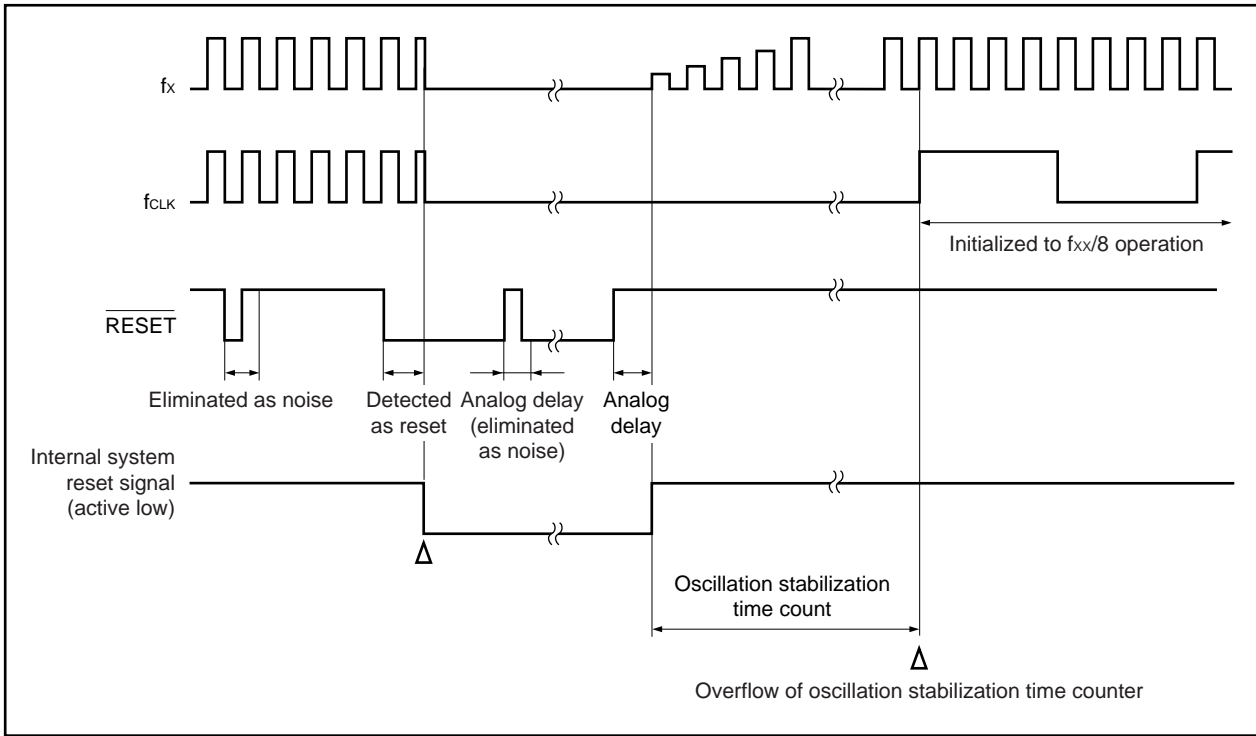 fX
fCLK
Initialized to fXX/8 operation
RESET
Eliminated as noise
Detected
as reset
Analog delay
(eliminated
as noise)
Analog
delay
Internal system
reset signal
(active low)
Oscillation stabilization
time count
Overflow of oscillation stabilization time counter